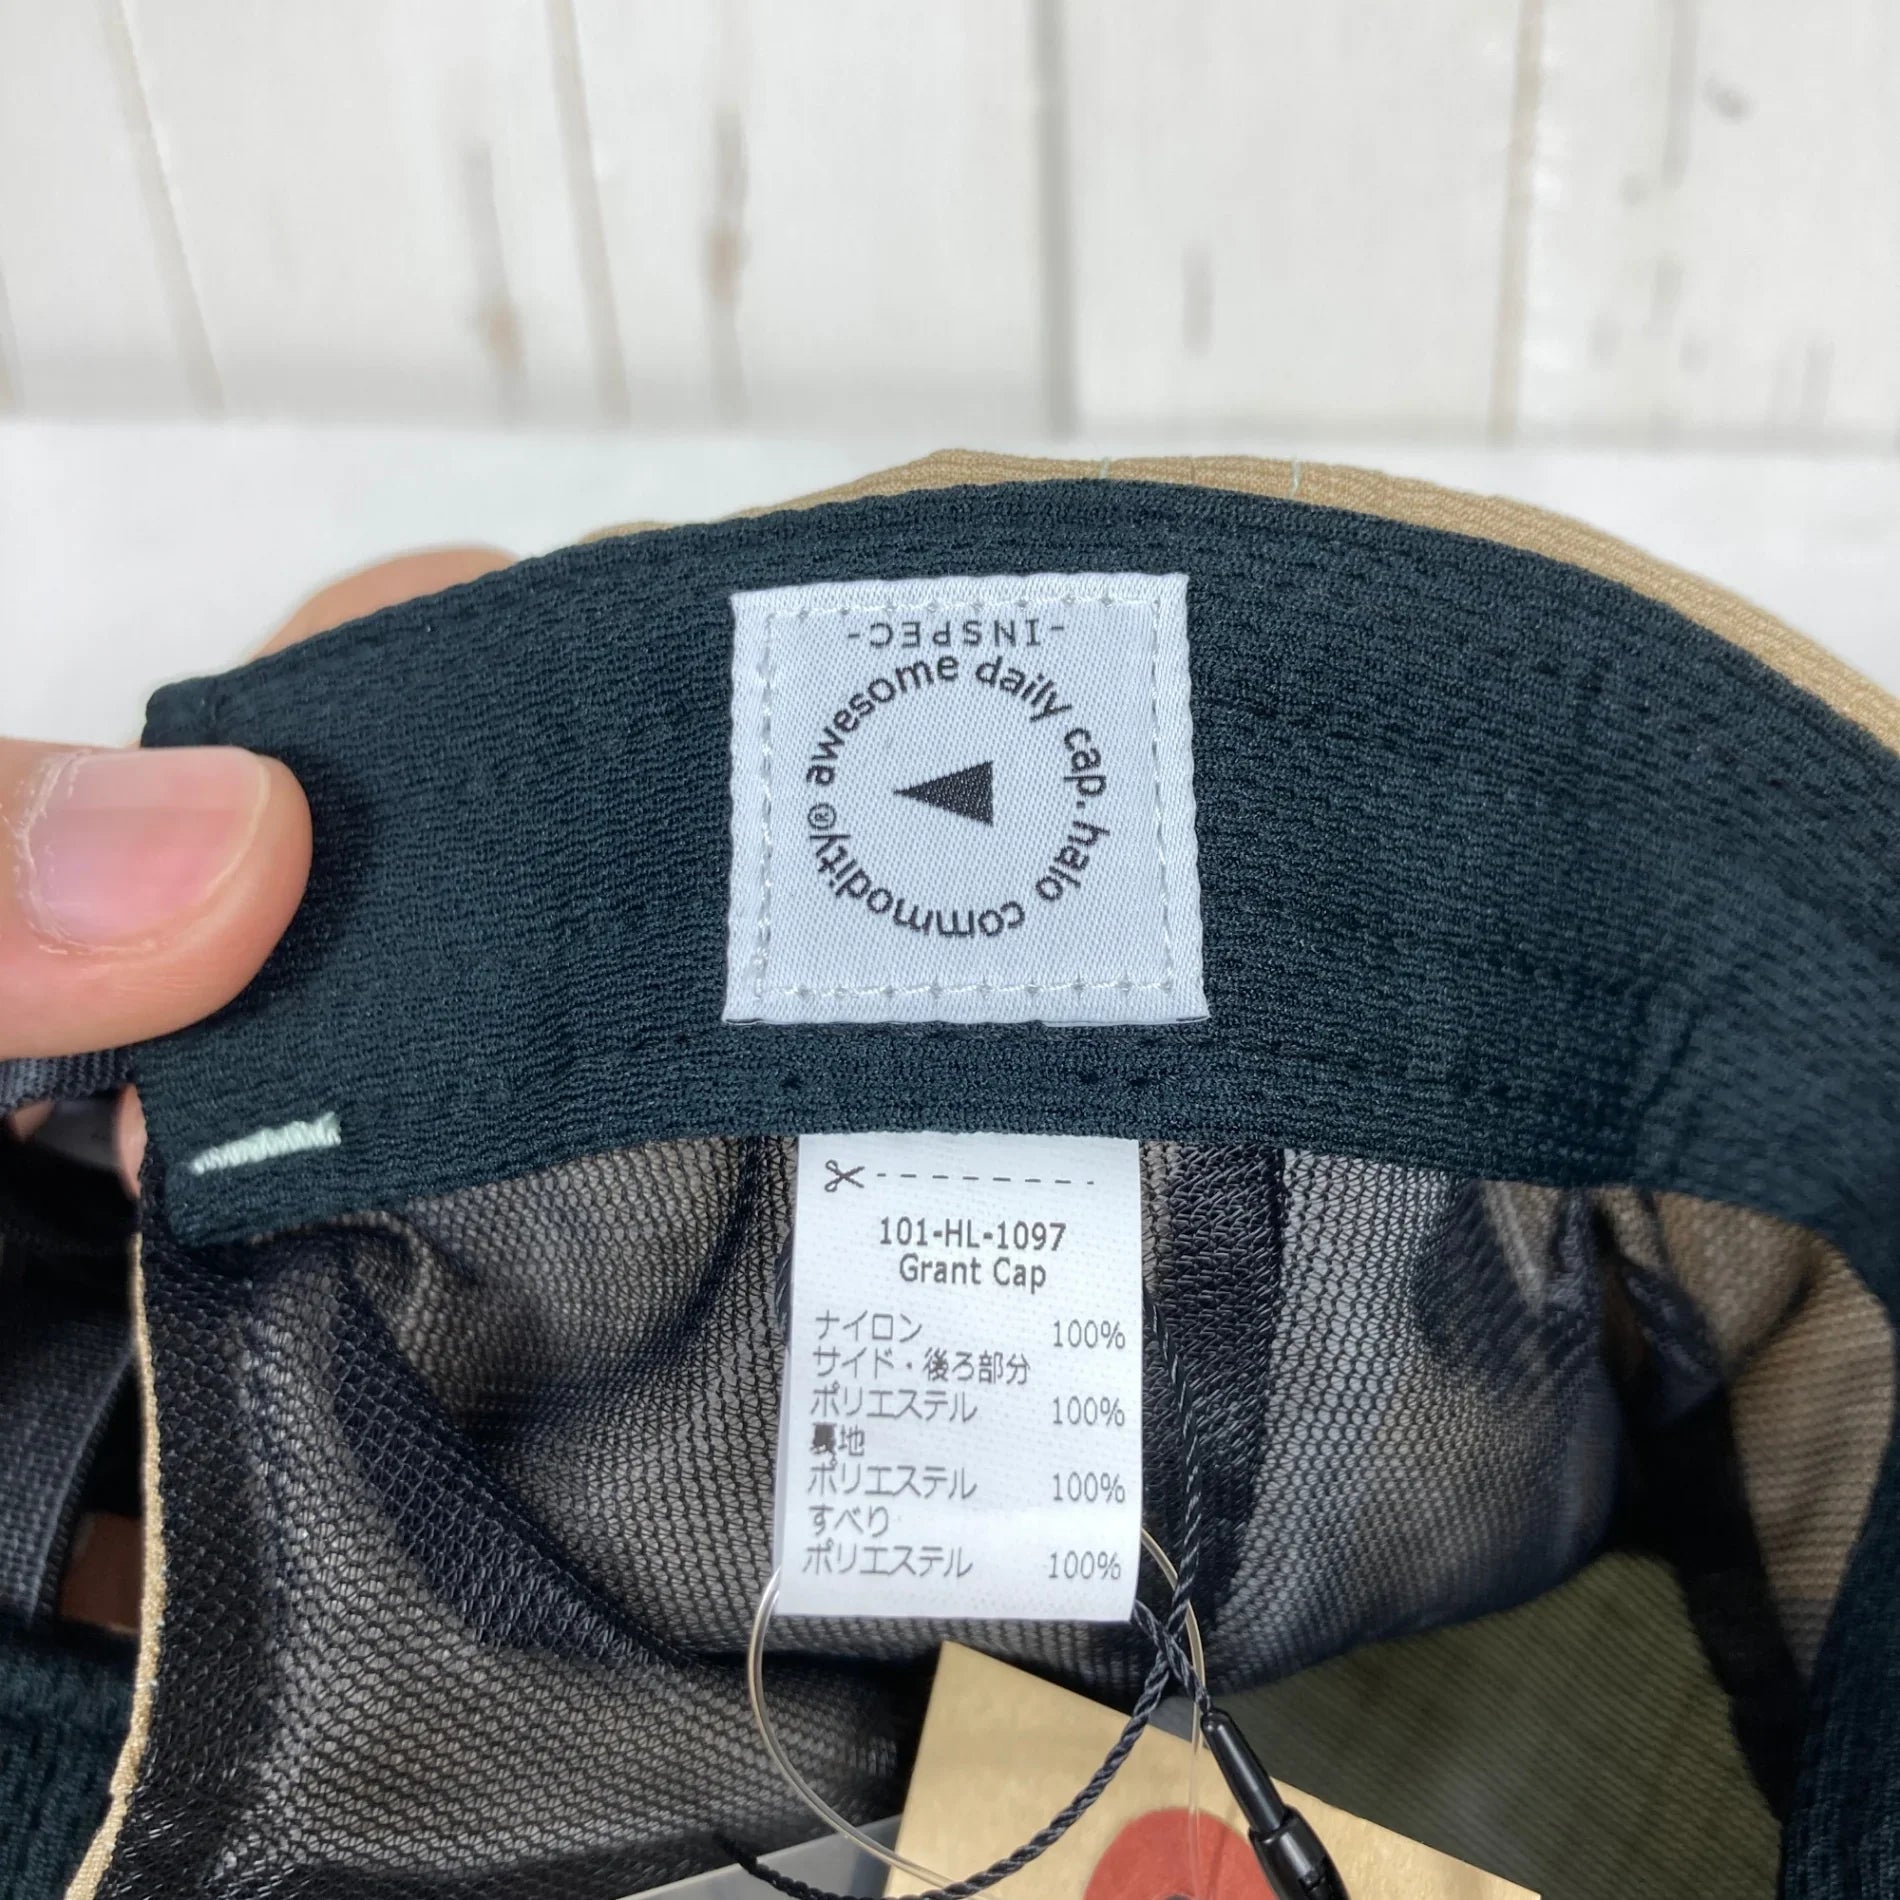 -INSPEC-
awesome daily cap. halo commodity®
101-HL-1097
Grant Cap
ナイロン 100%
サイド・後ろ部分
ポリエステル 100%
裏地
ポリエステル 100%
すべり
ポリエステル 100%